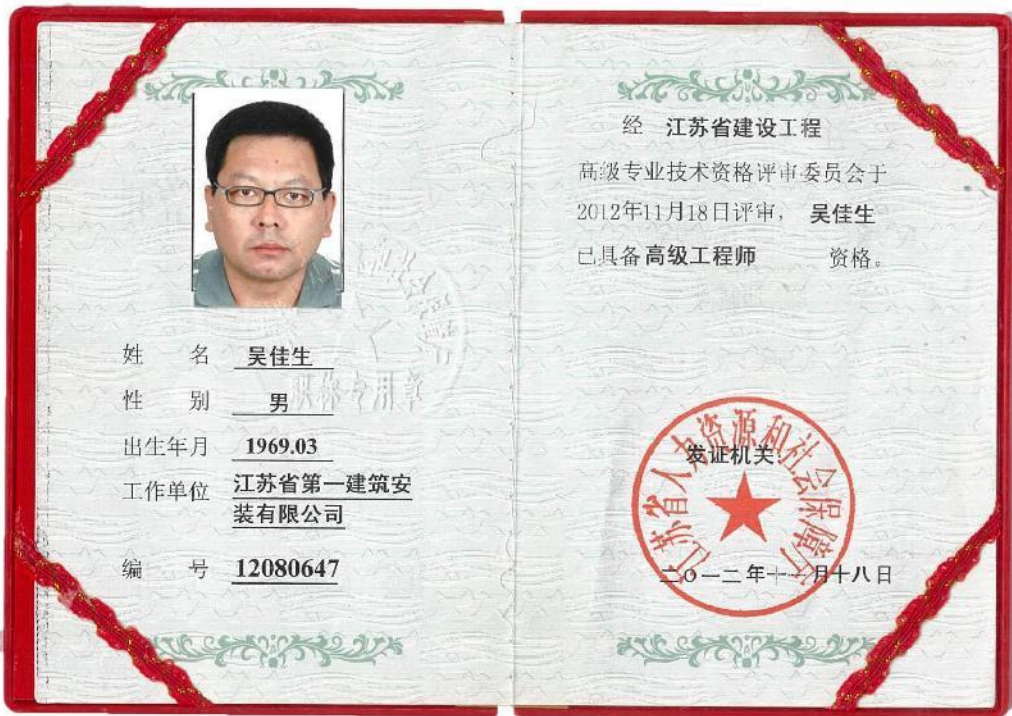 姓 名 吴佳生
性 别 男
出生年月 1969.03
工作单位 江苏省第一建筑安
装有限公司
编 号 12080647
职称专用章
经 江苏省建设工程
高级专业技术资格评审委员会于
2012年11月18日评审， 吴佳生
已具备 高级工程师 资格。
江苏省人力资源和社会保障厅
发证机关：
二〇一二年十一月十八日